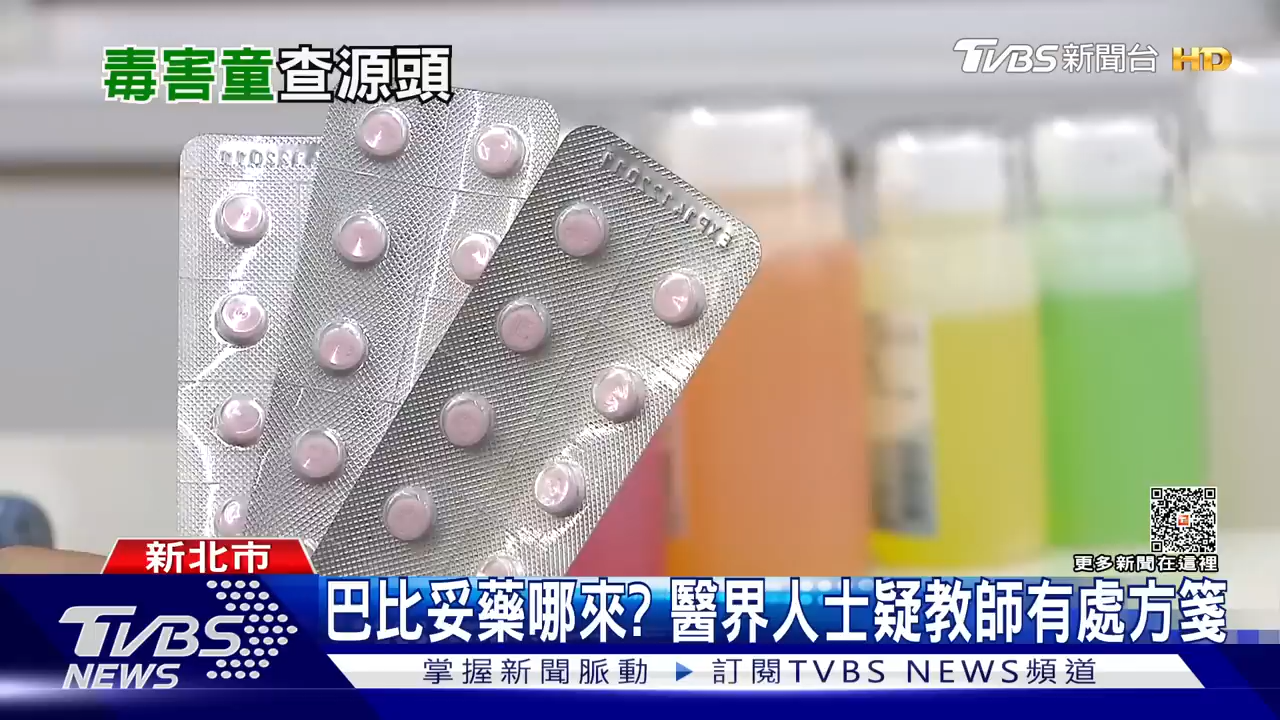 毒害童查源頭
TVBS新聞台 HD
更多新聞在這裡
新北市
巴比妥藥哪來? 醫界人士疑教師有處方箋
TVBS NEWS
掌握新聞脈動 ▶ 訂閱TVBS NEWS頻道